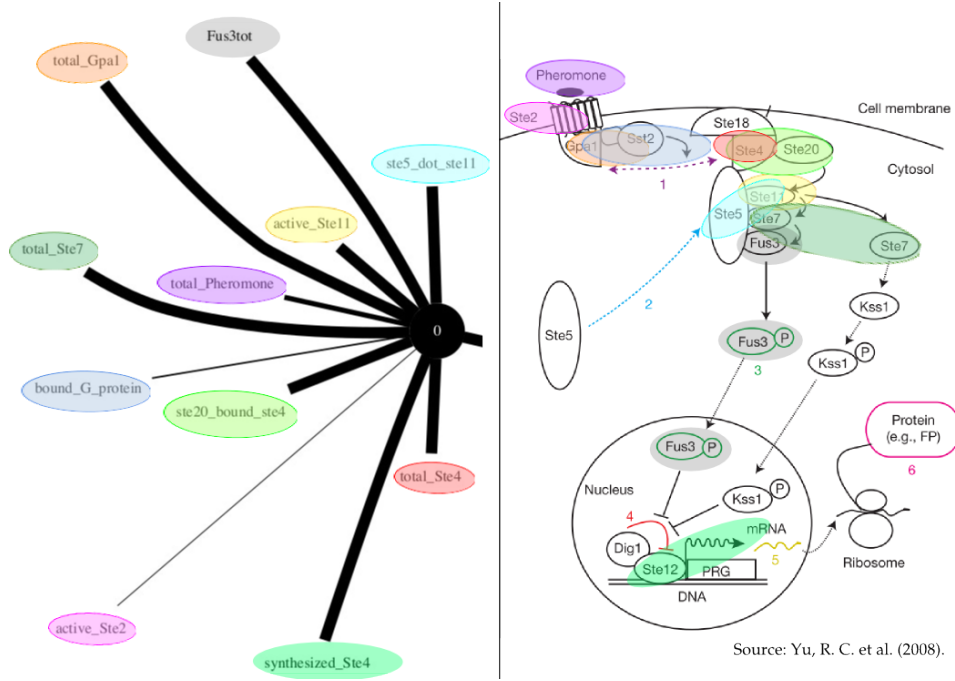 Fus3tot
total_Gpa1
ste5_dot_ste11
active_Ste11
total_Ste7
total_Pheromone
0
bound_G_protein
ste20_bound_ste4
total_Ste4
active_Ste2
synthesized_Ste4
Pheromone
Cell membrane
Ste2
Ste18
Gpa1
Sst2
Ste4
Ste20
Cytosol
1
Ste11
Ste5
Ste7
Fus3
Ste7
2
Kss1
Ste5
Fus3
P
Kss1
P
3
Protein
(e.g., FP)
6
Fus3
P
Nucleus
Kss1
P
4
mRNA
Dig1
5
Ste12
PRG
Ribosome
DNA
Source: Yu, R. C. et al. (2008).